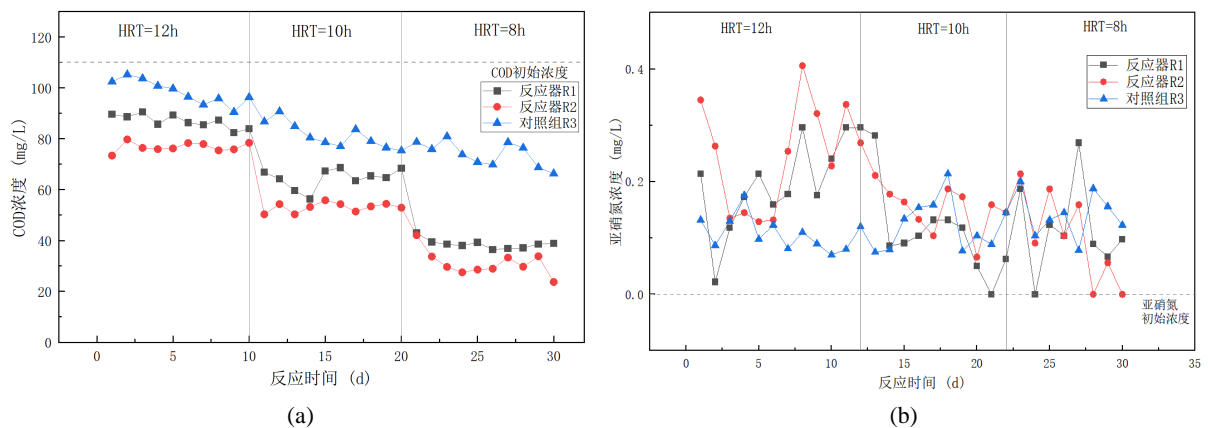 HRT=12h
HRT=10h
HRT=8h
120
100
80
60
40
20
0
COD浓度 (mg/L)
COD初始浓度
反应器R1
反应器R2
对照组R3
0
5
10
15
20
25
30
反应时间 (d)
(a)
HRT=12h
HRT=10h
HRT=8h
0.4
0.2
0.0
亚硝氮浓度 (mg/L)
反应器R1
反应器R2
对照组R3
亚硝氮
初始浓度
0
5
10
15
20
25
30
反应时间 (d)
(b)